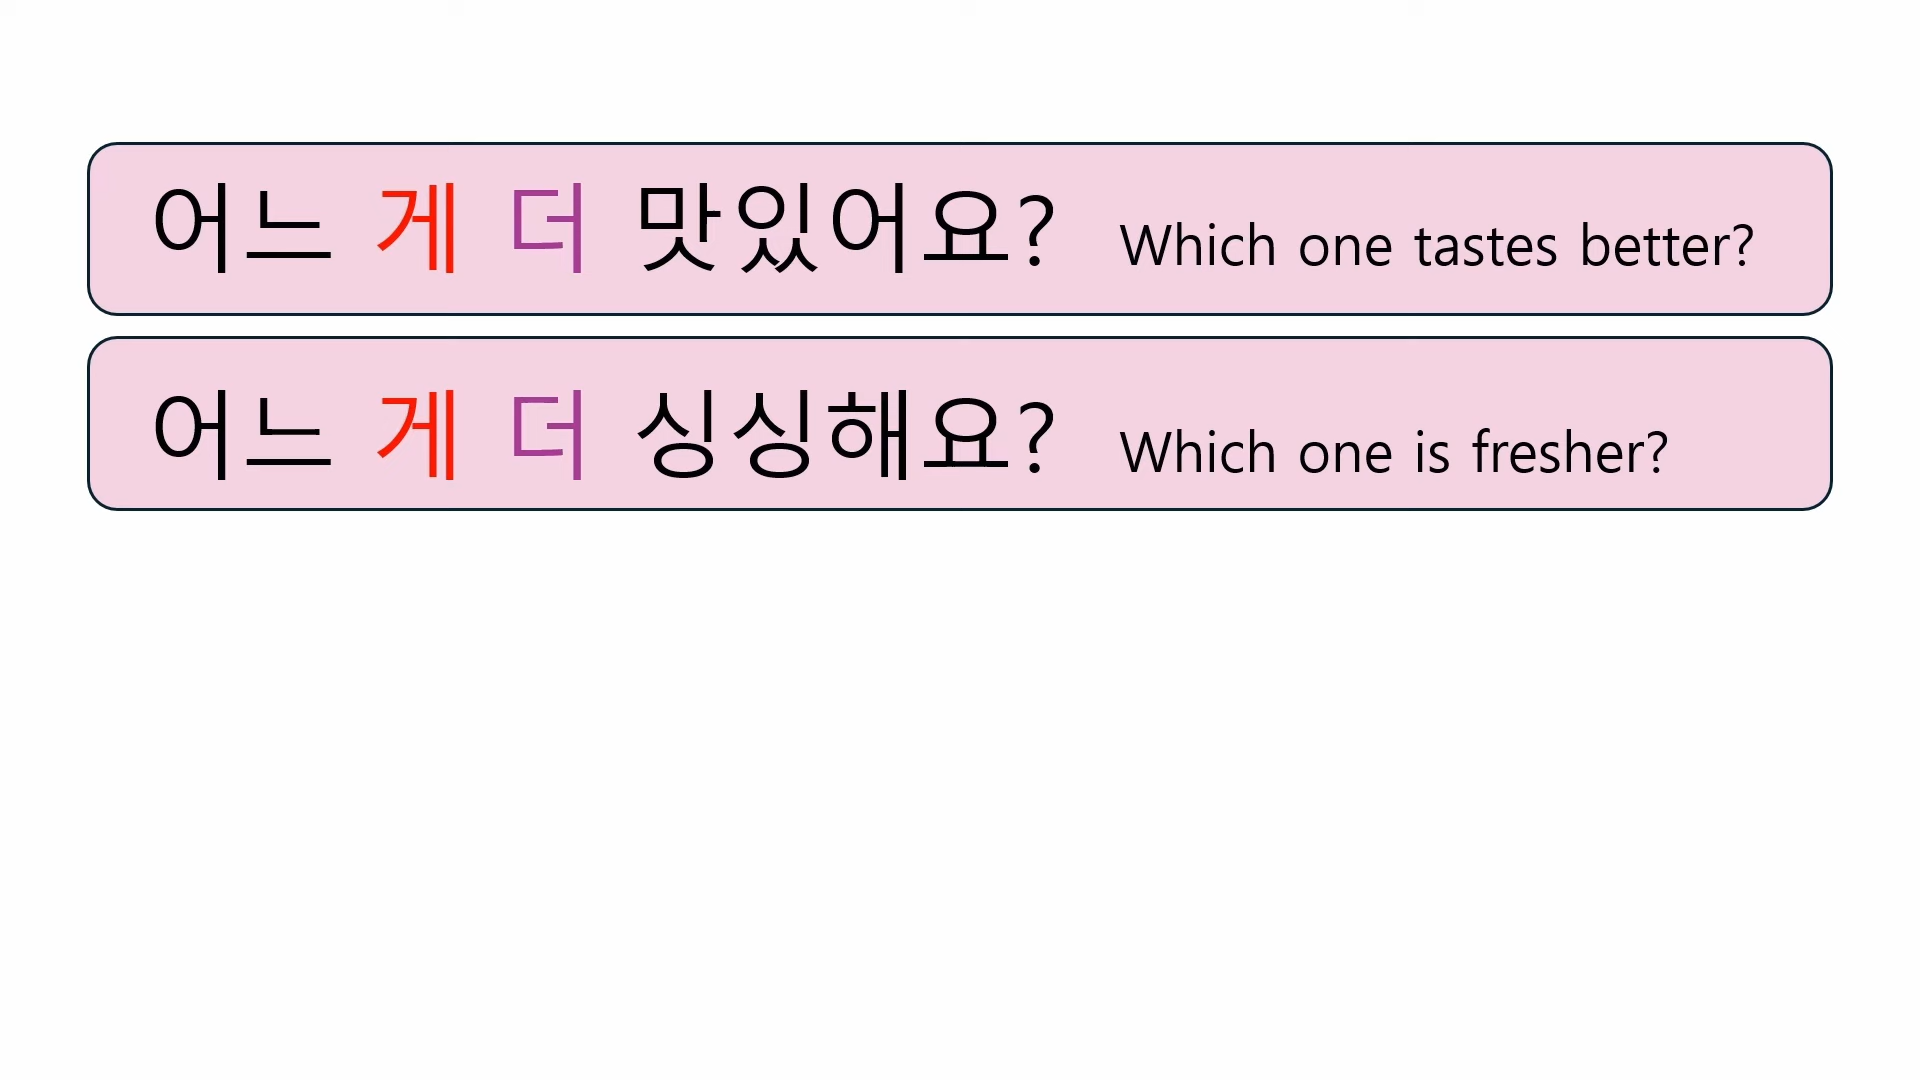 어느 게 더 맛있어요? Which one tastes better?
어느 게 더 싱싱해요? Which one is fresher?